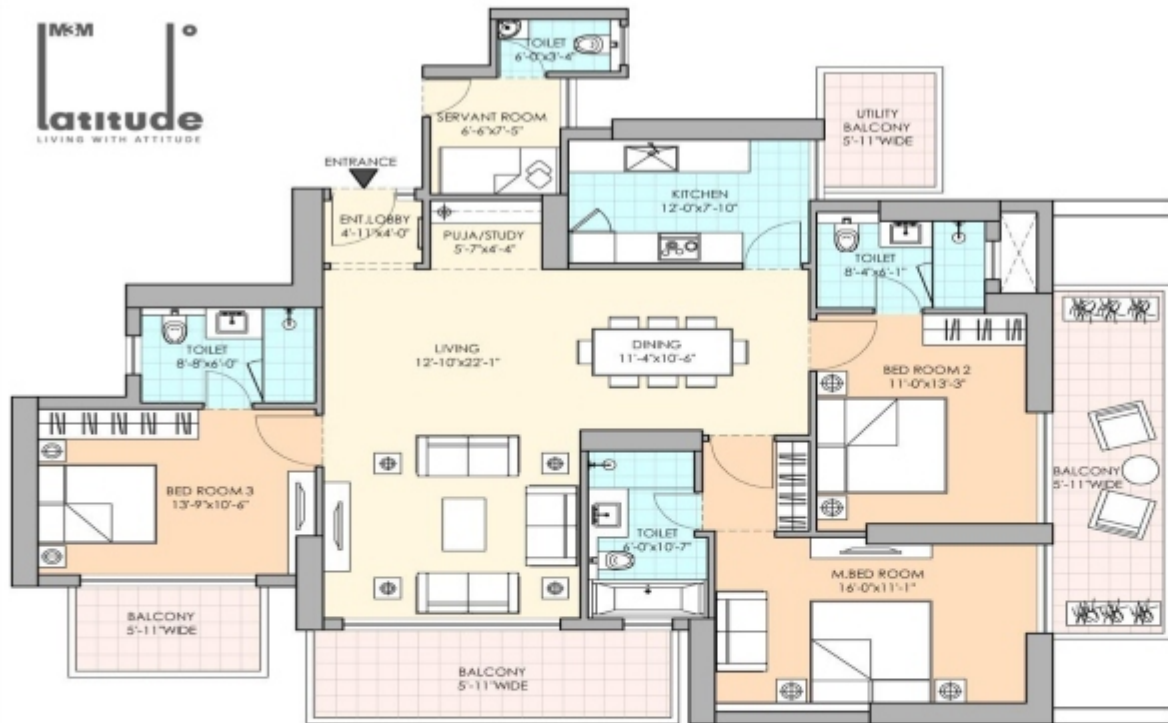 M3M
Latitude
LIVING WITH ATTITUDE
TOILET
6'-0"X3'-4"
SERVANT ROOM
6'-6"X7'-5"
UTILITY
BALCONY
5'-11"WIDE
ENTRANCE
KITCHEN
12'-0"X7'-10"
ENT.LOBBY
4'-11"X4'-0"
PUJA/STUDY
5'-7"X4'-4"
TOILET
8'-4"X6'-1"
TOILET
8'-8"X6'-0"
LIVING
12'-10"X22'-1"
DINING
11'-4"X10'-6"
BED ROOM 2
11'-0"X13'-3"
BALCONY
5'-11"WIDE
BED ROOM 3
13'-9"X10'-6"
TOILET
6'-0"X10'-7"
M.BED ROOM
16'-0"X11'-1"
BALCONY
5'-11"WIDE
BALCONY
5'-11"WIDE